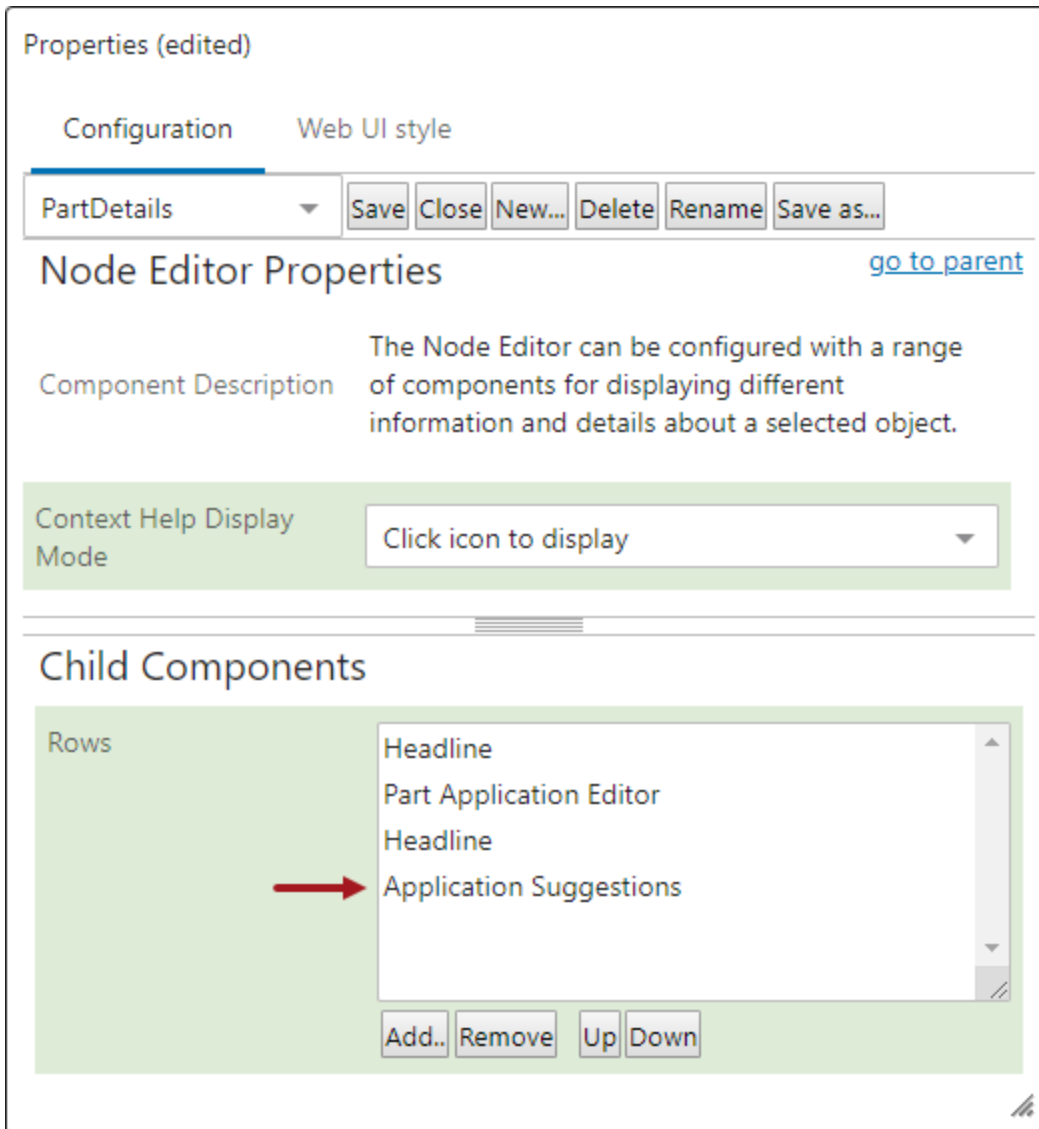 Properties (edited)
Configuration Web UI style
PartDetails Save Close New... Delete Rename Save as...
Node Editor Properties go to parent
Component Description
The Node Editor can be configured with a range
of components for displaying different
information and details about a selected object.
Context Help Display
Mode
Click icon to display
Child Components
Rows
Headline
Part Application Editor
Headline
Application Suggestions
Add.. Remove Up Down